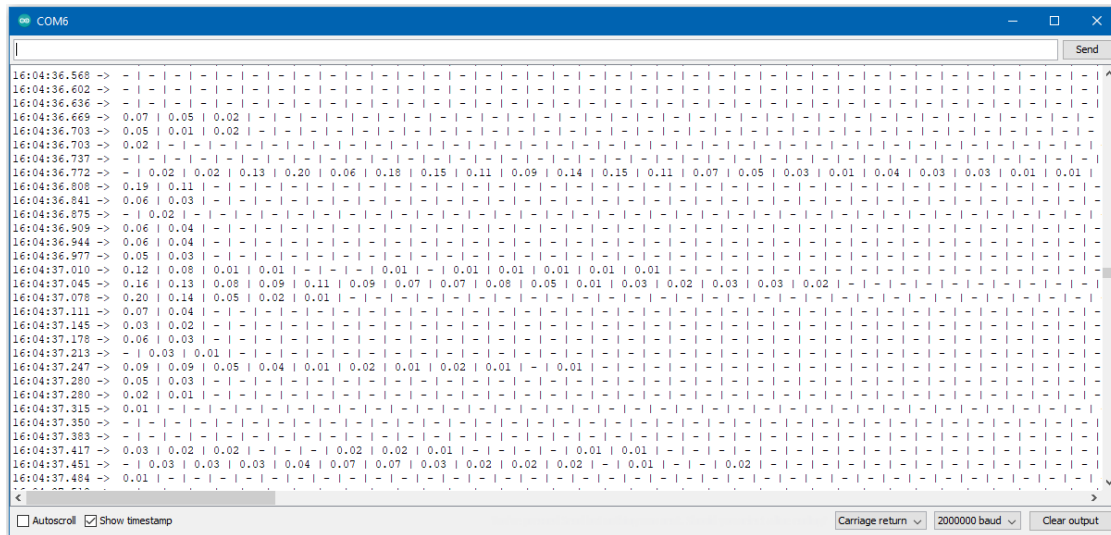 COM6
Send
16:04:36.568 -> - | - | - | - | - | - | - | - | - | - | - | - | - | - | - | - | - | - | - | - | - | - | - | - | - | - | - | - | - | - | - | - | - | - | - | - | - | - |
16:04:36.602 -> - | - | - | - | - | - | - | - | - | - | - | - | - | - | - | - | - | - | - | - | - | - | - | - | - | - | - | - | - | - | - | - | - | - | - | - | - | - |
16:04:36.636 -> - | - | - | - | - | - | - | - | - | - | - | - | - | - | - | - | - | - | - | - | - | - | - | - | - | - | - | - | - | - | - | - | - | - | - | - | - | - |
16:04:36.669 -> 0.07 | 0.05 | 0.02 | - | - | - | - | - | - | - | - | - | - | - | - | - | - | - | - | - | - | - | - | - | - | - | - | - | - | - | - | - | - | - | - | -
16:04:36.703 -> 0.05 | 0.01 | 0.02 | - | - | - | - | - | - | - | - | - | - | - | - | - | - | - | - | - | - | - | - | - | - | - | - | - | - | - | - | - | - | - | - | -
16:04:36.703 -> 0.02 | - | - | - | - | - | - | - | - | - | - | - | - | - | - | - | - | - | - | - | - | - | - | - | - | - | - | - | - | - | - | - | - | - | - | - | - |
16:04:36.737 -> - | - | - | - | - | - | - | - | - | - | - | - | - | - | - | - | - | - | - | - | - | - | - | - | - | - | - | - | - | - | - | - | - | - | - | - | - | - |
16:04:36.772 -> - | 0.02 | 0.02 | 0.13 | 0.20 | 0.06 | 0.18 | 0.15 | 0.11 | 0.09 | 0.14 | 0.15 | 0.11 | 0.07 | 0.05 | 0.03 | 0.01 | 0.04 | 0.03 | 0.03 | 0.01 | 0.01 |
16:04:36.808 -> 0.19 | 0.11 | - | - | - | - | - | - | - | - | - | - | - | - | - | - | - | - | - | - | - | - | - | - | - | - | - | - | - | - | - | - | - | - | - | - | -
16:04:36.841 -> 0.06 | 0.03 | - | - | - | - | - | - | - | - | - | - | - | - | - | - | - | - | - | - | - | - | - | - | - | - | - | - | - | - | - | - | - | - | - | - | -
16:04:36.875 -> - | 0.02 | - | - | - | - | - | - | - | - | - | - | - | - | - | - | - | - | - | - | - | - | - | - | - | - | - | - | - | - | - | - | - | - | - | - | - |
16:04:36.909 -> 0.06 | 0.04 | - | - | - | - | - | - | - | - | - | - | - | - | - | - | - | - | - | - | - | - | - | - | - | - | - | - | - | - | - | - | - | - | - | - | -
16:04:36.944 -> 0.06 | 0.04 | - | - | - | - | - | - | - | - | - | - | - | - | - | - | - | - | - | - | - | - | - | - | - | - | - | - | - | - | - | - | - | - | - | - | -
16:04:36.977 -> 0.05 | 0.03 | - | - | - | - | - | - | - | - | - | - | - | - | - | - | - | - | - | - | - | - | - | - | - | - | - | - | - | - | - | - | - | - | - | - | -
16:04:37.010 -> 0.12 | 0.08 | 0.01 | 0.01 | - | - | - | 0.01 | - | 0.01 | 0.01 | 0.01 | 0.01 | 0.01 | - | - | - | - | - | - | - | - | - | - | - | - | - | - | - | - | -
16:04:37.045 -> 0.16 | 0.13 | 0.08 | 0.09 | 0.11 | 0.09 | 0.07 | 0.07 | 0.08 | 0.05 | 0.01 | 0.03 | 0.02 | 0.03 | 0.03 | 0.02 | - | - | - | - | - | - | - | - | - | - |
16:04:37.078 -> 0.20 | 0.14 | 0.05 | 0.02 | 0.01 | - | - | - | - | - | - | - | - | - | - | - | - | - | - | - | - | - | - | - | - | - | - | - | - | - | - | - | - | - |
16:04:37.111 -> 0.07 | 0.04 | - | - | - | - | - | - | - | - | - | - | - | - | - | - | - | - | - | - | - | - | - | - | - | - | - | - | - | - | - | - | - | - | - | - | -
16:04:37.145 -> 0.03 | 0.02 | - | - | - | - | - | - | - | - | - | - | - | - | - | - | - | - | - | - | - | - | - | - | - | - | - | - | - | - | - | - | - | - | - | - | -
16:04:37.178 -> 0.06 | 0.03 | - | - | - | - | - | - | - | - | - | - | - | - | - | - | - | - | - | - | - | - | - | - | - | - | - | - | - | - | - | - | - | - | - | - | -
16:04:37.213 -> - | 0.03 | 0.01 | - | - | - | - | - | - | - | - | - | - | - | - | - | - | - | - | - | - | - | - | - | - | - | - | - | - | - | - | - | - | - | - | - | -
16:04:37.247 -> 0.09 | 0.09 | 0.05 | 0.04 | 0.01 | 0.02 | 0.01 | 0.02 | 0.01 | - | 0.01 | - | - | - | - | - | - | - | - | - | - | - | - | - | - | - | - | - | - | - | -
16:04:37.280 -> 0.05 | 0.03 | - | - | - | - | - | - | - | - | - | - | - | - | - | - | - | - | - | - | - | - | - | - | - | - | - | - | - | - | - | - | - | - | - | - | -
16:04:37.280 -> 0.02 | 0.01 | - | - | - | - | - | - | - | - | - | - | - | - | - | - | - | - | - | - | - | - | - | - | - | - | - | - | - | - | - | - | - | - | - | - | -
16:04:37.315 -> 0.01 | - | - | - | - | - | - | - | - | - | - | - | - | - | - | - | - | - | - | - | - | - | - | - | - | - | - | - | - | - | - | - | - | - | - | - | - |
16:04:37.350 -> - | - | - | - | - | - | - | - | - | - | - | - | - | - | - | - | - | - | - | - | - | - | - | - | - | - | - | - | - | - | - | - | - | - | - | - | - | - |
16:04:37.383 -> - | - | - | - | - | - | - | - | - | - | - | - | - | - | - | - | - | - | - | - | - | - | - | - | - | - | - | - | - | - | - | - | - | - | - | - | - | - |
16:04:37.417 -> 0.03 | 0.02 | 0.02 | - | - | - | 0.02 | 0.02 | 0.01 | - | - | - | 0.01 | 0.01 | - | - | - | - | - | - | - | - | - | - | - | - | - | - | - | - | - | - |
16:04:37.451 -> - | 0.03 | 0.03 | 0.03 | 0.04 | 0.07 | 0.07 | 0.03 | 0.02 | 0.02 | 0.02 | - | 0.01 | - | - | 0.02 | - | - | - | - | - | - | - | - | - | - | - | - | - |
16:04:37.484 -> 0.01 | - | - | - | - | - | - | - | - | - | - | - | - | - | - | - | - | - | - | - | - | - | - | - | - | - | - | - | - | - | - | - | - | - | - | - | - |
Autoscroll Show timestamp Carriage return 2000000 baud Clear output